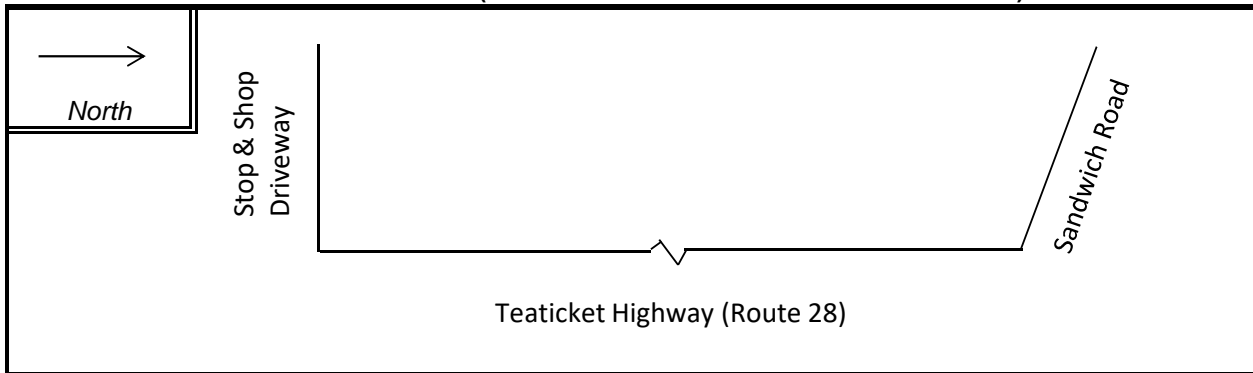 North
Stop & Shop
Driveway
Sandwich Road
Teaticket Highway (Route 28)